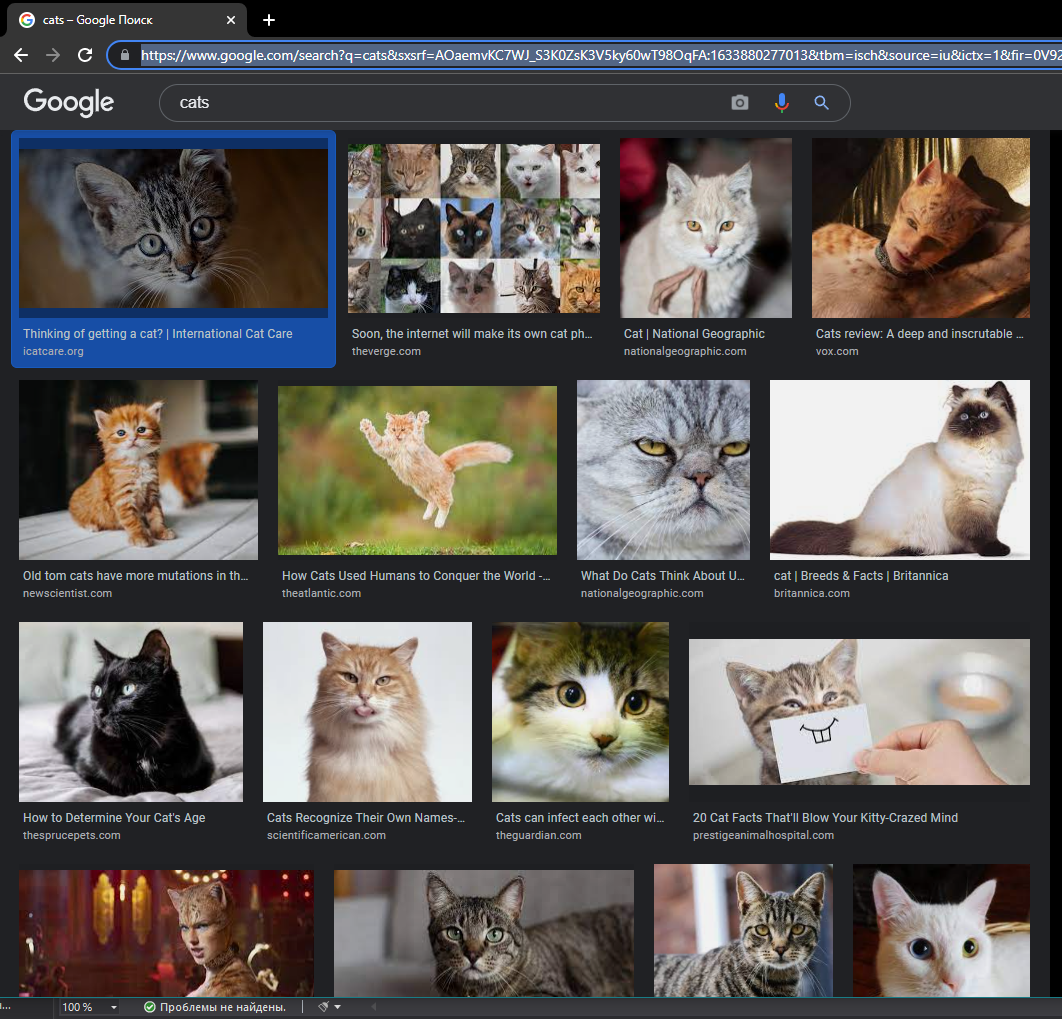 cats – Google Поиск
https://www.google.com/search?q=cats&sxsrf=AOaemvKC7WJ_S3K0ZsK3V5ky60wT98OqFA:1633880277013&tbm=isch&source=iu&ictx=1&fir=0V92
Google
cats
Thinking of getting a cat? | International Cat Care
icatcare.org
Soon, the internet will make its own cat ph...
theverge.com
Cat | National Geographic
nationalgeographic.com
Cats review: A deep and inscrutable ...
vox.com
Old tom cats have more mutations in th...
newscientist.com
How Cats Used Humans to Conquer the World -...
theatlantic.com
What Do Cats Think About U...
nationalgeographic.com
cat | Breeds & Facts | Britannica
britannica.com
How to Determine Your Cat's Age
thesprucepets.com
Cats Recognize Their Own Names-...
scientificamerican.com
Cats can infect each other wi...
theguardian.com
20 Cat Facts That'll Blow Your Kitty-Crazed Mind
prestigeanimalhospital.com
100 %
Проблемы не найдены.